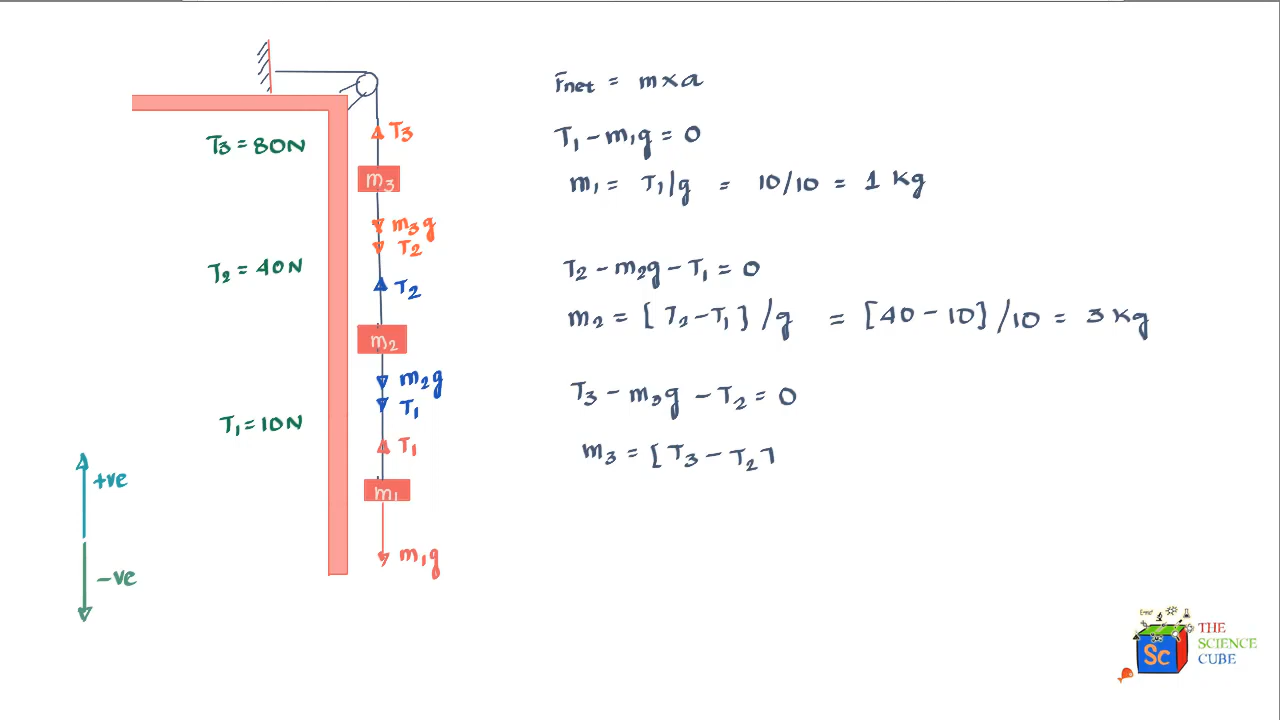 Fnet = m×a
T₁ − m₁g = 0
m₁ = T₁/g = 10/10 = 1 Kg
T₂ − m₂g − T₁ = 0
m₂ = [T₂ − T₁]/g = [40 − 10]/10 = 3 Kg
T₃ − m₃g − T₂ = 0
m₃ = [T₃ − T₂]
T₃ = 80N
T₂ = 40N
T₁ = 10N
T₃
m₃
m₃g
T₂
T₂
m₂
m₂g
T₁
T₁
m₁
m₁g
+ve
−ve
Sc
THE
SCIENCE
CUBE